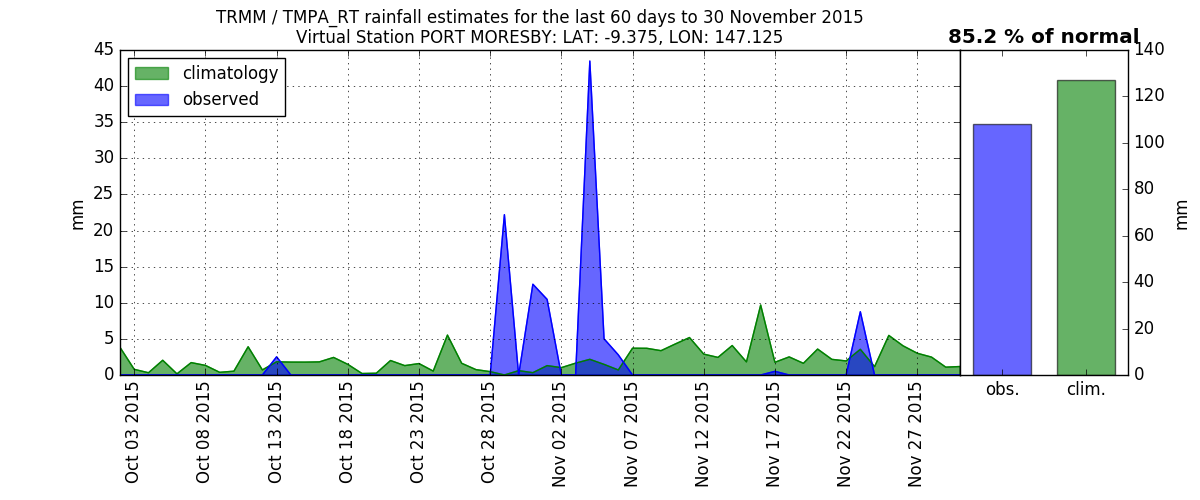 TRMM / TMPA_RT rainfall estimates for the last 60 days to 30 November 2015
Virtual Station PORT MORESBY: LAT: -9.375, LON: 147.125
85.2 % of normal
climatology
observed
mm
45
40
35
30
25
20
15
10
5
0
Oct 03 2015
Oct 08 2015
Oct 13 2015
Oct 18 2015
Oct 23 2015
Oct 28 2015
Nov 02 2015
Nov 07 2015
Nov 12 2015
Nov 17 2015
Nov 22 2015
Nov 27 2015
obs.
clim.
140
120
100
80
60
40
20
0
mm